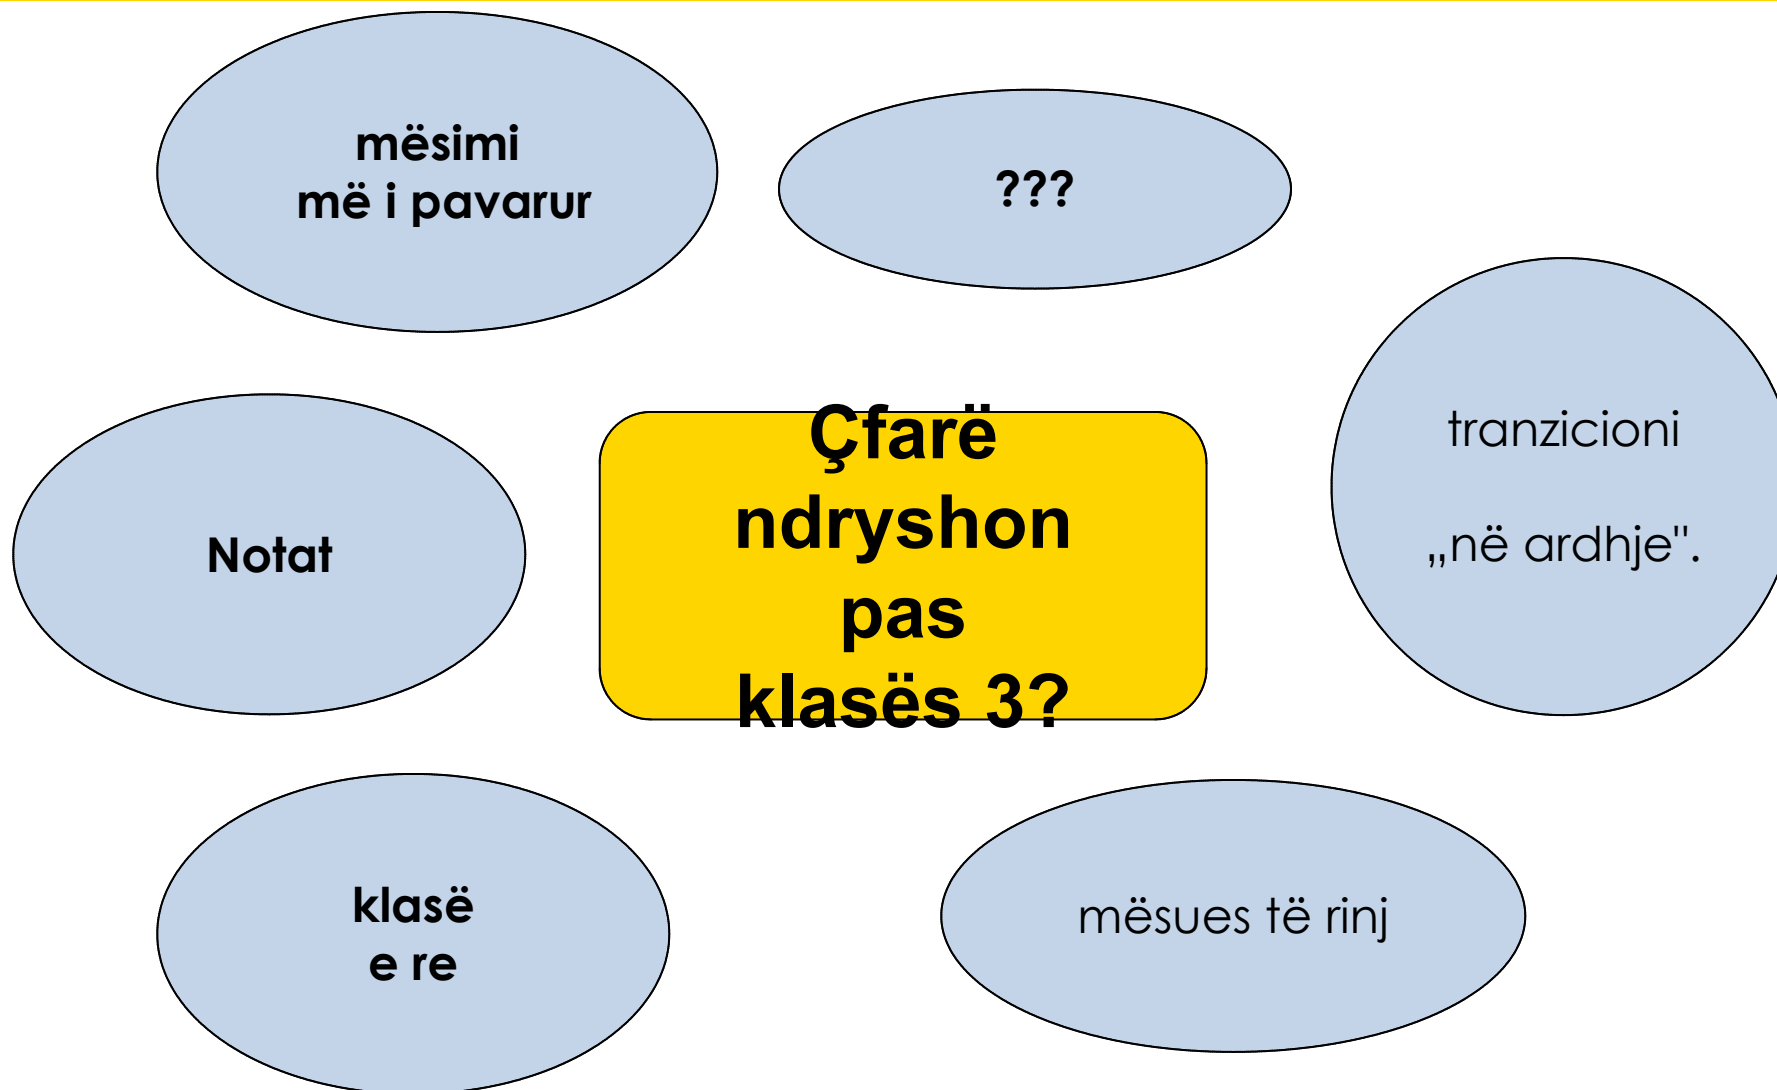 mësimi
më i pavarur
???
tranzicioni
„në ardhje".
Notat
Çfarë
ndryshon
pas
klasës 3?
klasë
e re
mësues të rinj